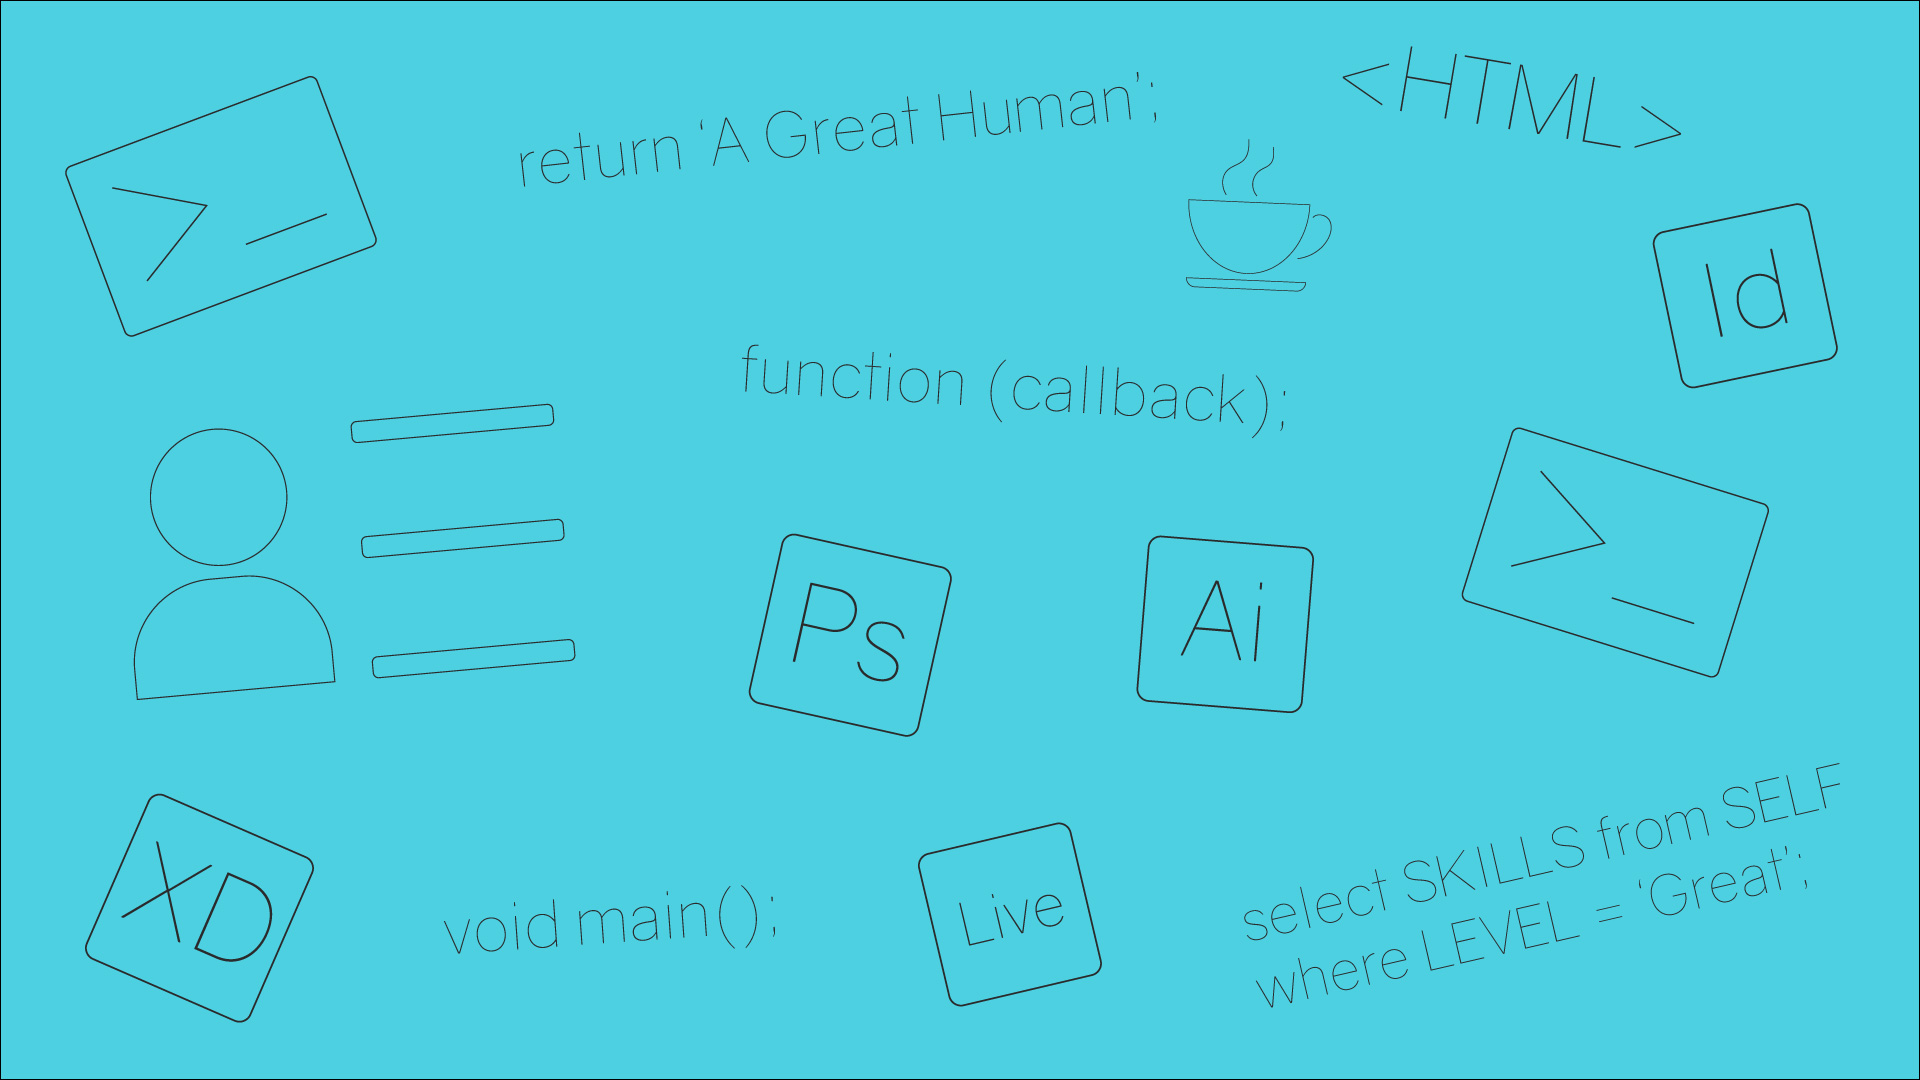 <HTML>
return ‘A Great Human’;
>_
Id
function (callback);
>_
Ps
Ai
XD
void main();
Live
select SKILLS from SELF
where LEVEL = ‘Great’;